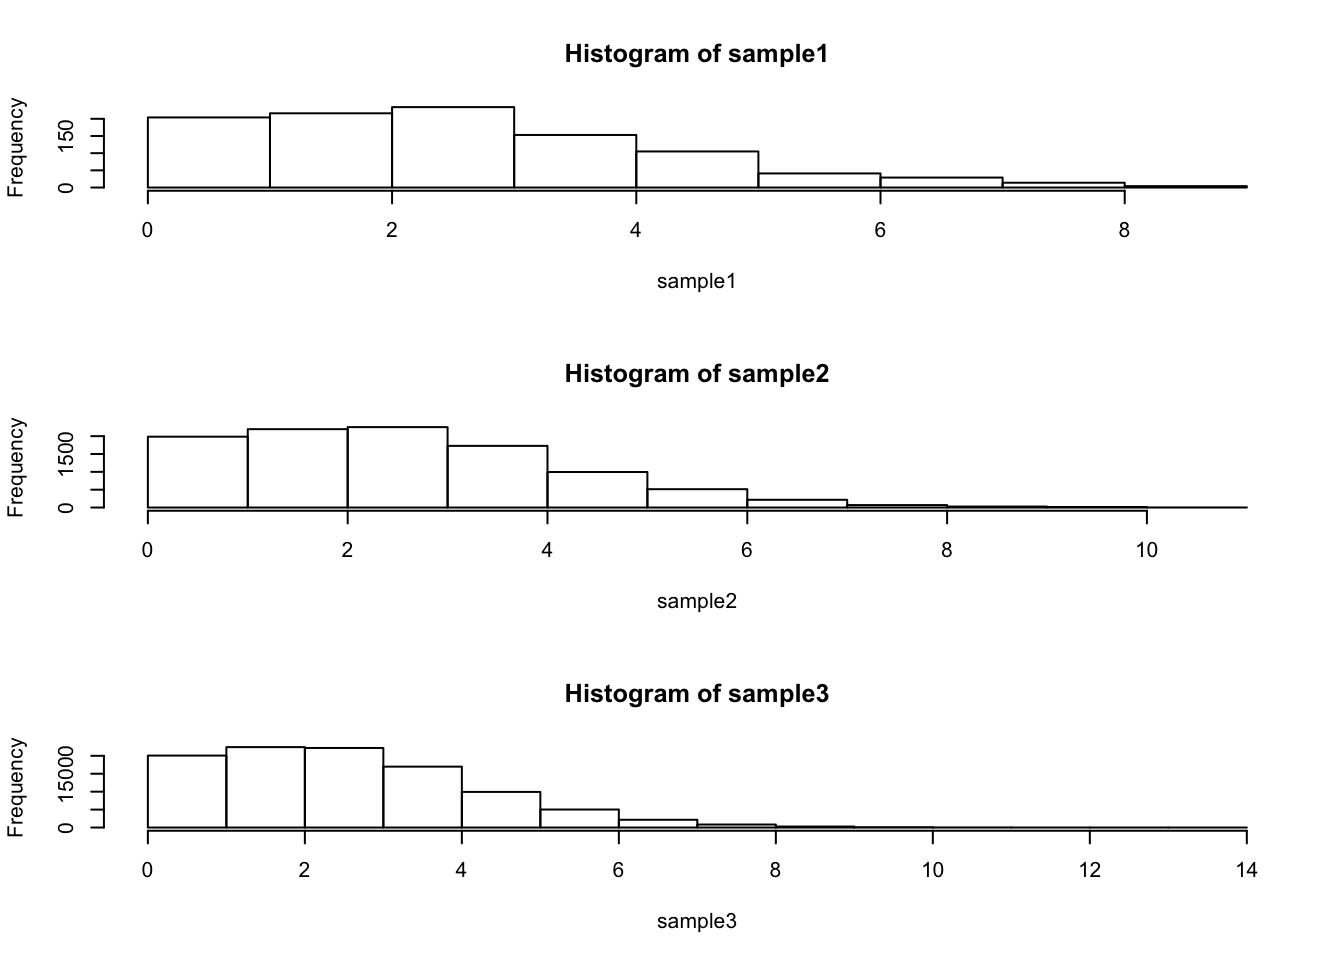 Histogram of sample1
Frequency
150
0
0 2 4 6 8
sample1
Histogram of sample2
Frequency
1500
0
0 2 4 6 8 10
sample2
Histogram of sample3
Frequency
15000
0
0 2 4 6 8 10 12 14
sample3